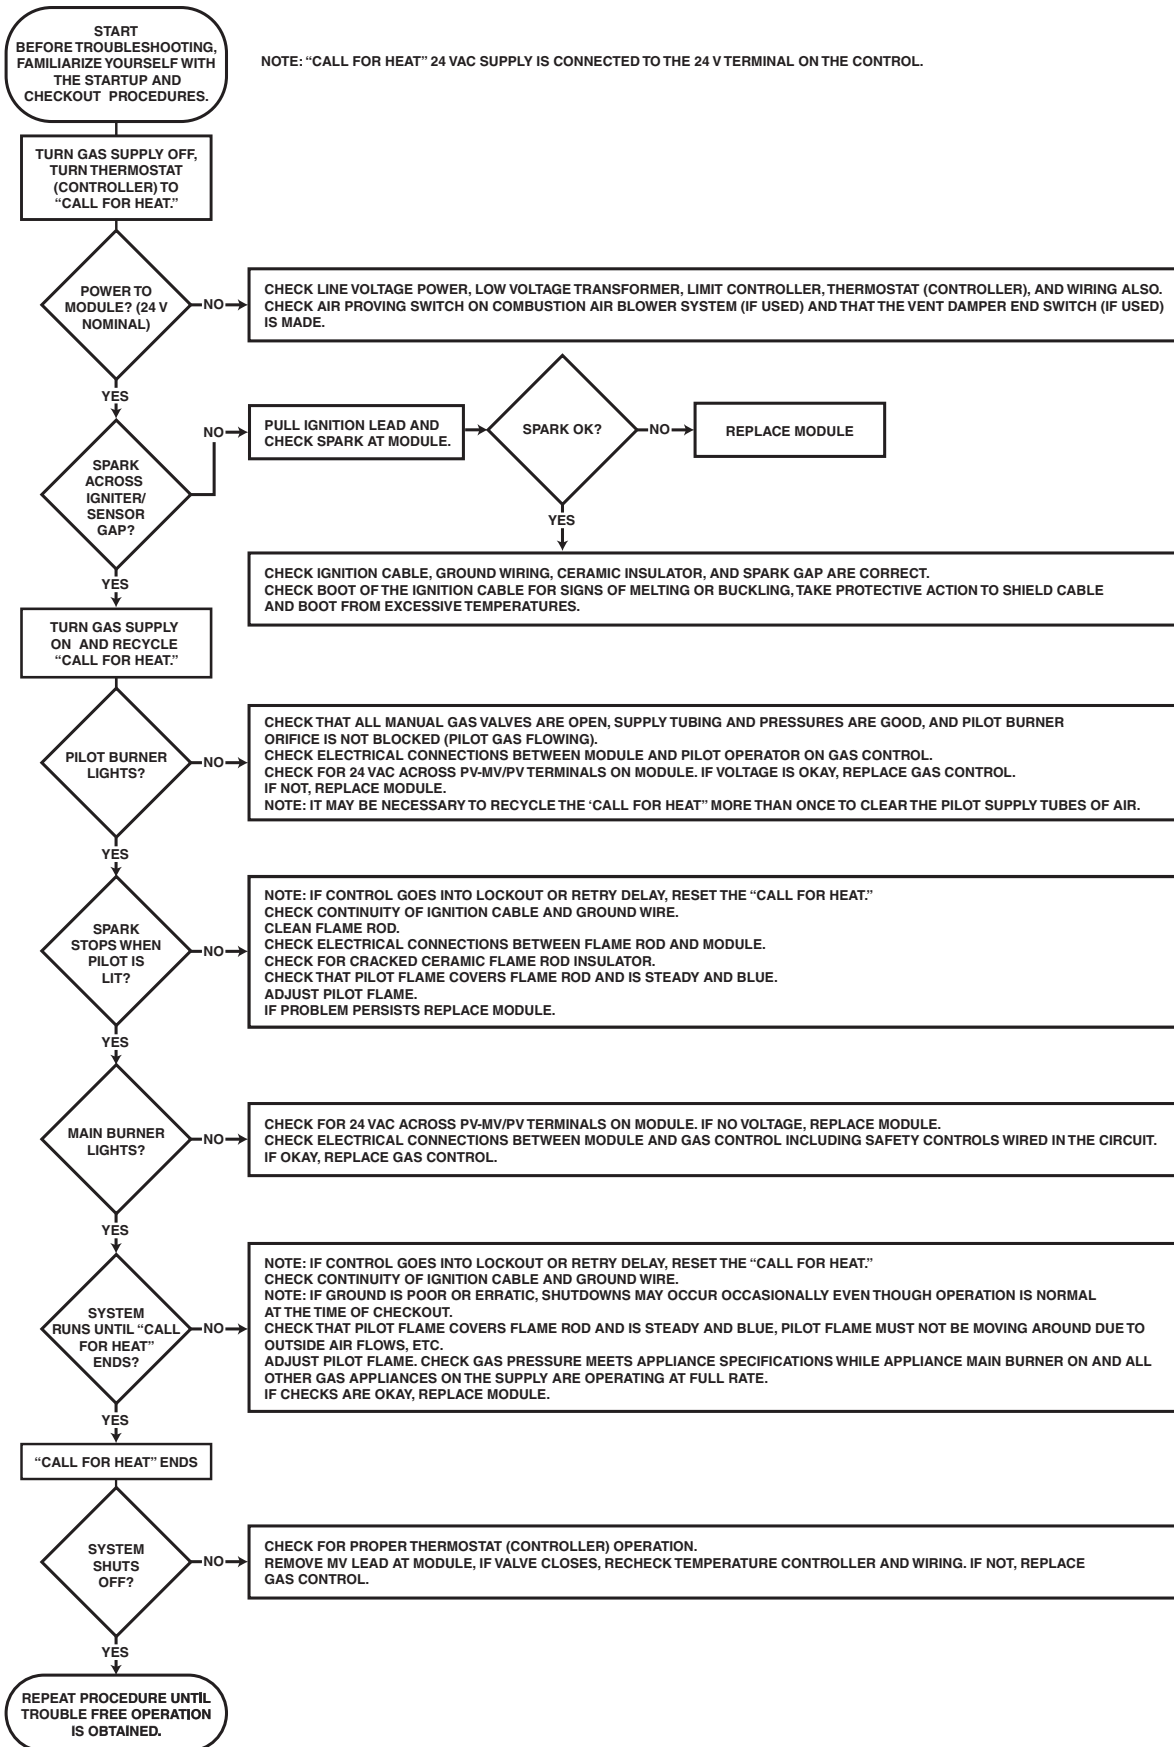 START
BEFORE TROUBLESHOOTING,
FAMILIARIZE YOURSELF WITH
THE STARTUP AND
CHECKOUT PROCEDURES.
NOTE: “CALL FOR HEAT” 24 VAC SUPPLY IS CONNECTED TO THE 24 V TERMINAL ON THE CONTROL.
TURN GAS SUPPLY OFF,
TURN THERMOSTAT
(CONTROLLER) TO
“CALL FOR HEAT.”
POWER TO
MODULE? (24 V
NOMINAL)
NO
CHECK LINE VOLTAGE POWER, LOW VOLTAGE TRANSFORMER, LIMIT CONTROLLER, THERMOSTAT (CONTROLLER), AND WIRING ALSO.
CHECK AIR PROVING SWITCH ON COMBUSTION AIR BLOWER SYSTEM (IF USED) AND THAT THE VENT DAMPER END SWITCH (IF USED)
IS MADE.
YES
SPARK
ACROSS
IGNITER/
SENSOR
GAP?
NO
PULL IGNITION LEAD AND
CHECK SPARK AT MODULE.
SPARK OK?
NO
REPLACE MODULE
YES
CHECK IGNITION CABLE, GROUND WIRING, CERAMIC INSULATOR, AND SPARK GAP ARE CORRECT.
CHECK BOOT OF THE IGNITION CABLE FOR SIGNS OF MELTING OR BUCKLING, TAKE PROTECTIVE ACTION TO SHIELD CABLE
AND BOOT FROM EXCESSIVE TEMPERATURES.
YES
TURN GAS SUPPLY
ON AND RECYCLE
“CALL FOR HEAT.”
PILOT BURNER
LIGHTS?
NO
CHECK THAT ALL MANUAL GAS VALVES ARE OPEN, SUPPLY TUBING AND PRESSURES ARE GOOD, AND PILOT BURNER
ORIFICE IS NOT BLOCKED (PILOT GAS FLOWING).
CHECK ELECTRICAL CONNECTIONS BETWEEN MODULE AND PILOT OPERATOR ON GAS CONTROL.
CHECK FOR 24 VAC ACROSS PV-MV/PV TERMINALS ON MODULE. IF VOLTAGE IS OKAY, REPLACE GAS CONTROL.
IF NOT, REPLACE MODULE.
NOTE: IT MAY BE NECESSARY TO RECYCLE THE ‘CALL FOR HEAT” MORE THAN ONCE TO CLEAR THE PILOT SUPPLY TUBES OF AIR.
YES
SPARK
STOPS WHEN
PILOT IS
LIT?
NO
NOTE: IF CONTROL GOES INTO LOCKOUT OR RETRY DELAY, RESET THE “CALL FOR HEAT.”
CHECK CONTINUITY OF IGNITION CABLE AND GROUND WIRE.
CLEAN FLAME ROD.
CHECK ELECTRICAL CONNECTIONS BETWEEN FLAME ROD AND MODULE.
CHECK FOR CRACKED CERAMIC FLAME ROD INSULATOR.
CHECK THAT PILOT FLAME COVERS FLAME ROD AND IS STEADY AND BLUE.
ADJUST PILOT FLAME.
IF PROBLEM PERSISTS REPLACE MODULE.
YES
MAIN BURNER
LIGHTS?
NO
CHECK FOR 24 VAC ACROSS PV-MV/PV TERMINALS ON MODULE. IF NO VOLTAGE, REPLACE MODULE.
CHECK ELECTRICAL CONNECTIONS BETWEEN MODULE AND GAS CONTROL INCLUDING SAFETY CONTROLS WIRED IN THE CIRCUIT.
IF OKAY, REPLACE GAS CONTROL.
YES
SYSTEM
RUNS UNTIL “CALL
FOR HEAT”
ENDS?
NO
NOTE: IF CONTROL GOES INTO LOCKOUT OR RETRY DELAY, RESET THE “CALL FOR HEAT.”
CHECK CONTINUITY OF IGNITION CABLE AND GROUND WIRE.
NOTE: IF GROUND IS POOR OR ERRATIC, SHUTDOWNS MAY OCCUR OCCASIONALLY EVEN THOUGH OPERATION IS NORMAL
AT THE TIME OF CHECKOUT.
CHECK THAT PILOT FLAME COVERS FLAME ROD AND IS STEADY AND BLUE, PILOT FLAME MUST NOT BE MOVING AROUND DUE TO
OUTSIDE AIR FLOWS, ETC.
ADJUST PILOT FLAME. CHECK GAS PRESSURE MEETS APPLIANCE SPECIFICATIONS WHILE APPLIANCE MAIN BURNER ON AND ALL
OTHER GAS APPLIANCES ON THE SUPPLY ARE OPERATING AT FULL RATE.
IF CHECKS ARE OKAY, REPLACE MODULE.
YES
“CALL FOR HEAT” ENDS
SYSTEM
SHUTS
OFF?
NO
CHECK FOR PROPER THERMOSTAT (CONTROLLER) OPERATION.
REMOVE MV LEAD AT MODULE, IF VALVE CLOSES, RECHECK TEMPERATURE CONTROLLER AND WIRING. IF NOT, REPLACE
GAS CONTROL.
YES
REPEAT PROCEDURE UNTIL
TROUBLE FREE OPERATION
IS OBTAINED.